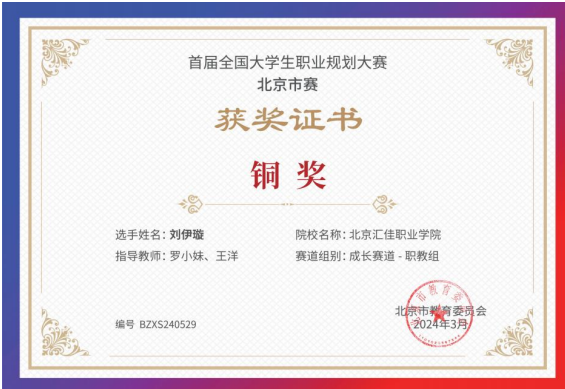 首届全国大学生职业规划大赛
北京市赛
获奖证书
铜奖
选手姓名：刘伊璇 院校名称：北京汇佳职业学院
指导教师：罗小妹、王洋 赛道组别：成长赛道 - 职教组
北京市教育委员会
编号 BZXS240529 2024年3月